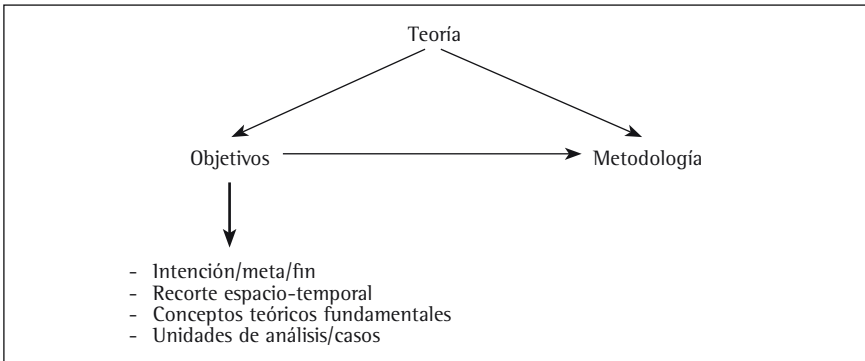 Teoría
Objetivos
Metodología
- Intención/meta/fin
- Recorte espacio-temporal
- Conceptos teóricos fundamentales
- Unidades de análisis/casos